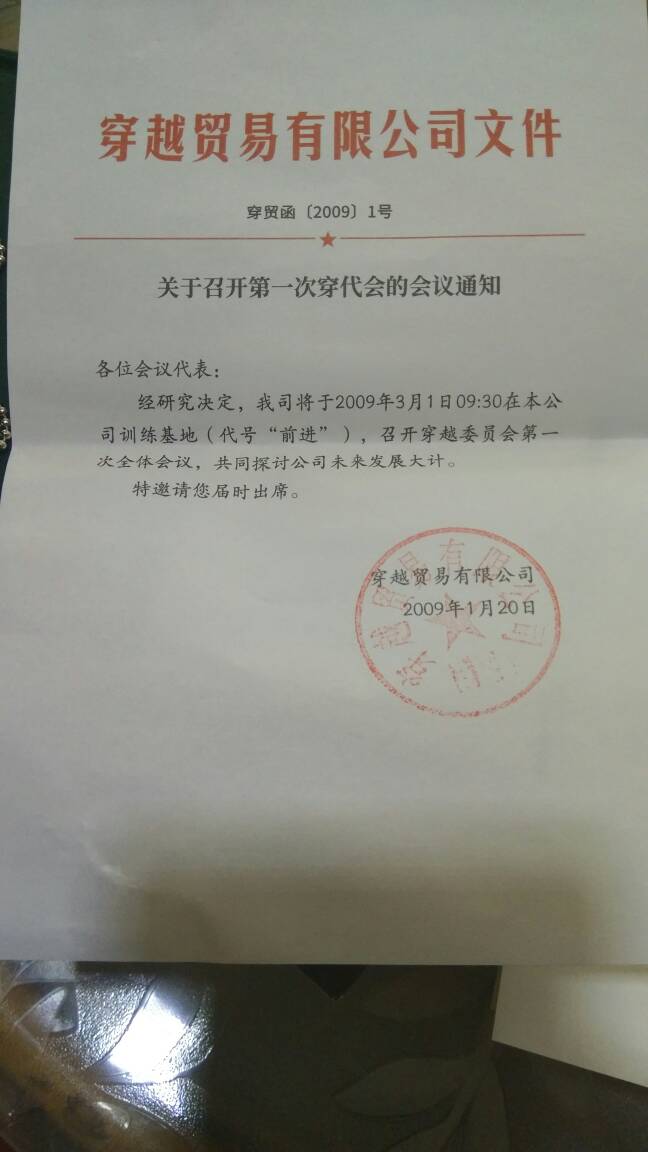 穿越贸易有限公司文件
穿贸函〔2009〕1号
关于召开第一次穿代会的会议通知
各位会议代表：
经研究决定，我司将于2009年3月1日09:30在本公
司训练基地（代号“前进”），召开穿越委员会第一
次全体会议，共同探讨公司未来发展大计。
特邀请您届时出席。
穿越贸易有限公司
2009年1月20日